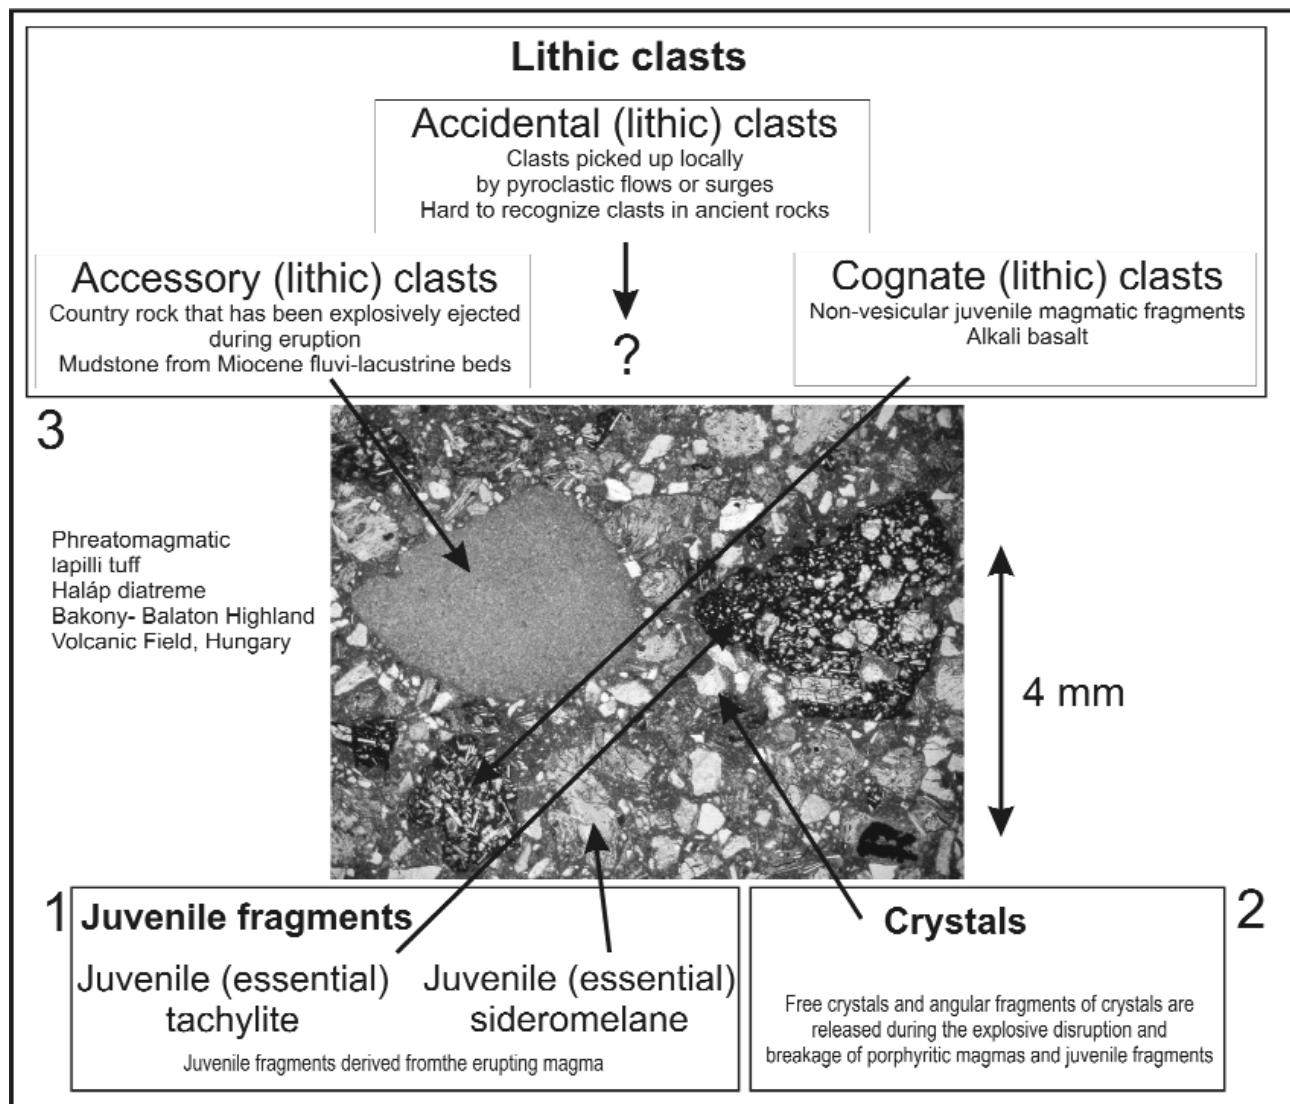 Lithic clasts
Accidental (lithic) clasts
Clasts picked up locally
by pyroclastic flows or surges
Hard to recognize clasts in ancient rocks
Accessory (lithic) clasts
Country rock that has been explosively ejected
during eruption
Mudstone from Miocene fluvi-lacustrine beds
?
Cognate (lithic) clasts
Non-vesicular juvenile magmatic fragments
Alkali basalt
3
Phreatomagmatic
lapilli tuff
Haláp diatreme
Bakony- Balaton Highland
Volcanic Field, Hungary
4 mm
1
Juvenile fragments
Juvenile (essential)
tachylite
Juvenile (essential)
sideromelane
Juvenile fragments derived fromthe erupting magma
2
Crystals
Free crystals and angular fragments of crystals are
released during the explosive disruption and
breakage of porphyritic magmas and juvenile fragments